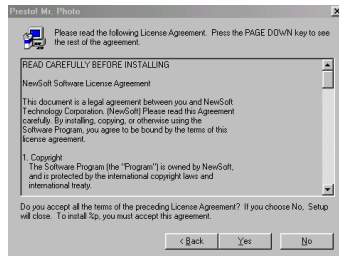 Presto! Mr. Photo
Please read the following License Agreement. Press the PAGE DOWN key to see
the rest of the agreement.
READ CAREFULLY BEFORE INSTALLING
NewSoft Software License Agreement
This document is a legal agreement between you and NewSoft
Technology Corporation. (NewSoft) Please read this Agreement
carefully. By installing, copying, or otherwise using the
Software Program, you agree to be bound by the terms of this
license agreement.
1. Copyright
The Software Program (the "Program") is owned by NewSoft,
and is protected by the international copyright laws and
international treaty.
Do you accept all the terms of the preceding License Agreement? If you choose No, Setup
will close. To install %p, you must accept this agreement.
< Back Yes No